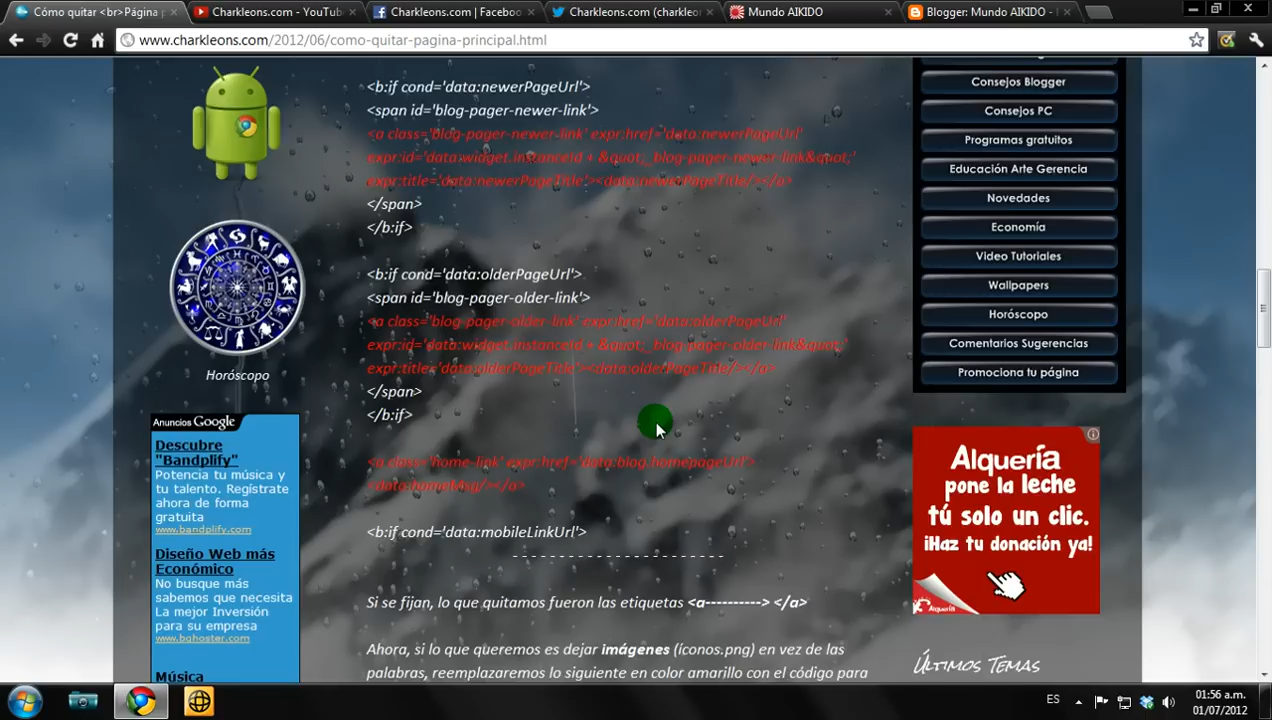 Cómo quitar <br>Página p
Charkleons.com - YouTub
Charkleons.com | Faceboo
Charkleons.com (charkleo
Mundo AIKIDO
Blogger: Mundo AIKIDO -
www.charkleons.com/2012/06/como-quitar-pagina-principal.html
Horóscopo
Anuncios Google
Descubre
"Bandplify"
Potencia tu música y
tu talento. Regístrate
ahora de forma
gratuita
www.bandplify.com
Diseño Web más
Económico
No busque más
sabemos que necesita
La mejor Inversión
para su empresa
www.bghoster.com
Música
<b:if cond='data:newerPageUrl'>
<span id='blog-pager-newer-link'>
<a class='blog-pager-newer-link' expr:href='data:newerPageUrl'
expr:id='data:widget.instanceId + &quot;_blog-pager-newer-link&quot;'
expr:title='data:newerPageTitle'><data:newerPageTitle/></a>
</span>
</b:if>
<b:if cond='data:olderPageUrl'>
<span id='blog-pager-older-link'>
<a class='blog-pager-older-link' expr:href='data:olderPageUrl'
expr:id='data:widget.instanceId + &quot;_blog-pager-older-link&quot;'
expr:title='data:olderPageTitle'><data:olderPageTitle/></a>
</span>
</b:if>
<a class='home-link' expr:href='data:blog.homepageUrl'>
<data:homeMsg/></a>
<b:if cond='data:mobileLinkUrl'>
- - - - - - - - - - - - - - - - - - - - - - -
Si se fijan, lo que quitamos fueron las etiquetas <a----------> </a>
Ahora, si lo que queremos es dejar imágenes (iconos.png) en vez de las
palabras, reemplazaremos lo siguiente en color amarillo con el código para
Consejos Blogger
Consejos PC
Programas gratuitos
Educación Arte Gerencia
Novedades
Economía
Video Tutoriales
Wallpapers
Horóscopo
Comentarios Sugerencias
Promociona tu página
Alquería
pone la leche
tú solo un clic.
¡Haz tu donación ya!
Alquería
Últimos Temas
ES
01:56 a.m.
01/07/2012